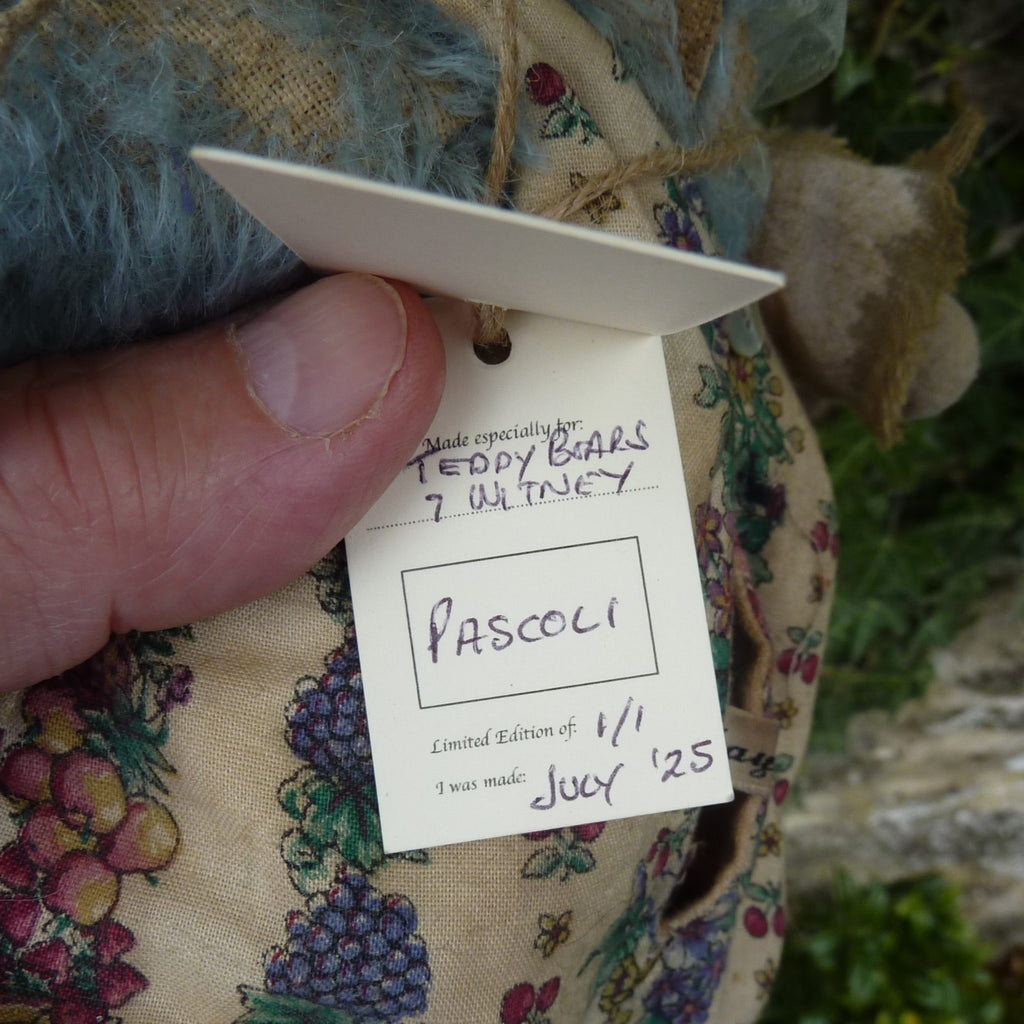 Made especially for:
TEDDY BEARS
7 WITNEY
PASCOLI
Limited Edition of: 1/1
I was made: JULY '25